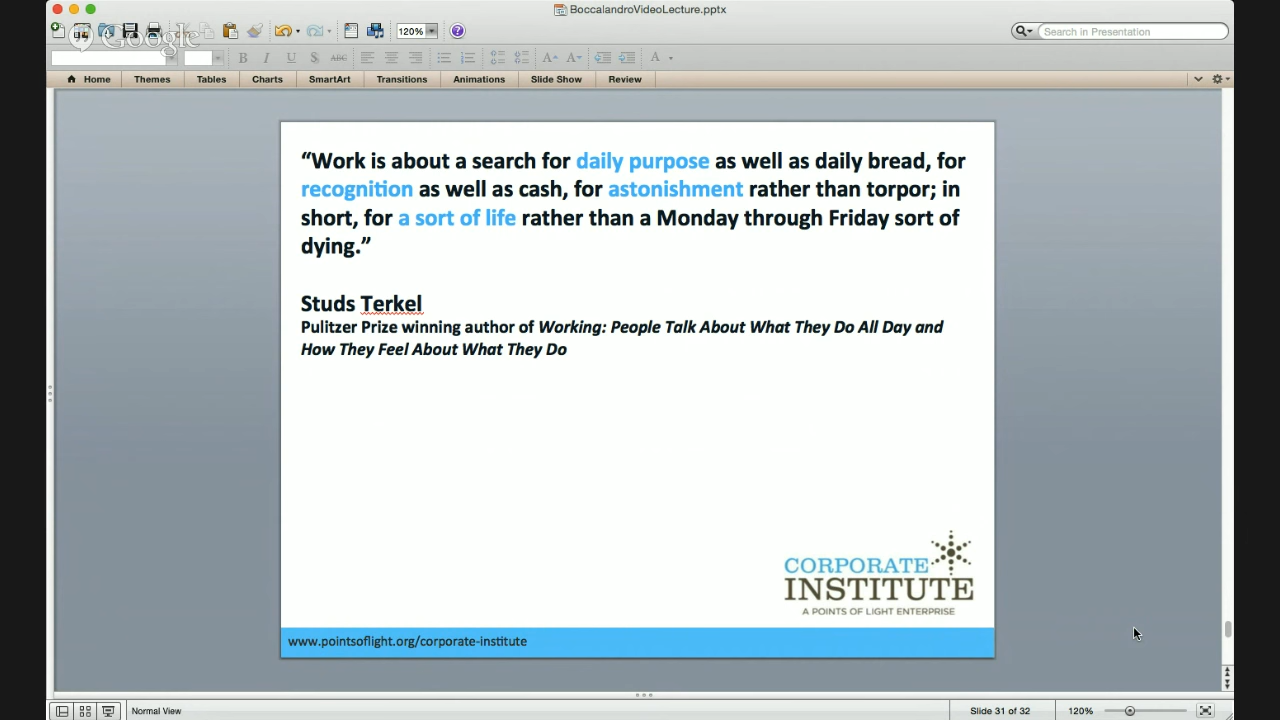 BoccalandroVideoLecture.pptx
Google
120%
Search in Presentation
B I U S ABC A A A
Home Themes Tables Charts SmartArt Transitions Animations Slide Show Review
“Work is about a search for daily purpose as well as daily bread, for
recognition as well as cash, for astonishment rather than torpor; in
short, for a sort of life rather than a Monday through Friday sort of
dying.”
Studs Terkel
Pulitzer Prize winning author of Working: People Talk About What They Do All Day and
How They Feel About What They Do
CORPORATE
INSTITUTE
A POINTS OF LIGHT ENTERPRISE
www.pointsoflight.org/corporate-institute
Normal View
Slide 31 of 32
120%